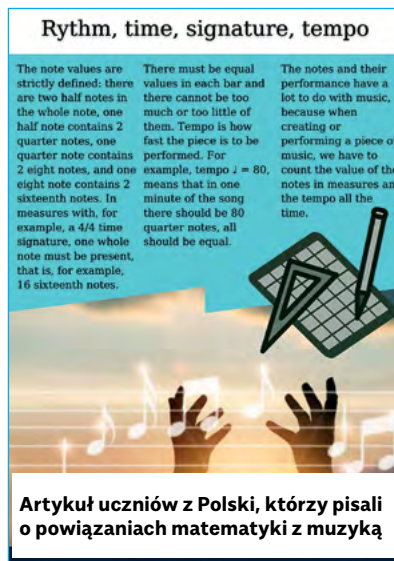 Rythm, time, signature, tempo
The note values are
strictly defined: there
are two half notes in
the whole note, one
half note contains 2
quarter notes, one
quarter note contains
2 eight notes, and one
eight note contains 2
sixteenth notes. In
measures with, for
example, a 4/4 time
signature, one whole
note must be present,
that is, for example,
16 sixteenth notes.
There must be equal
values in each bar and
there cannot be too
much or too little of
them. Tempo is how
fast the piece is to be
performed. For
example, tempo ♩ = 80,
means that in one
minute of the song
there should be 80
quarter notes, all
should be equal.
The notes and their
performance have a
lot to do with music,
because when
creating or
performing a piece of
music, we have to
count the value of the
notes in measures an
the tempo all the
time.
Artykuł uczniów z Polski, którzy pisali
o powiązaniach matematyki z muzyką